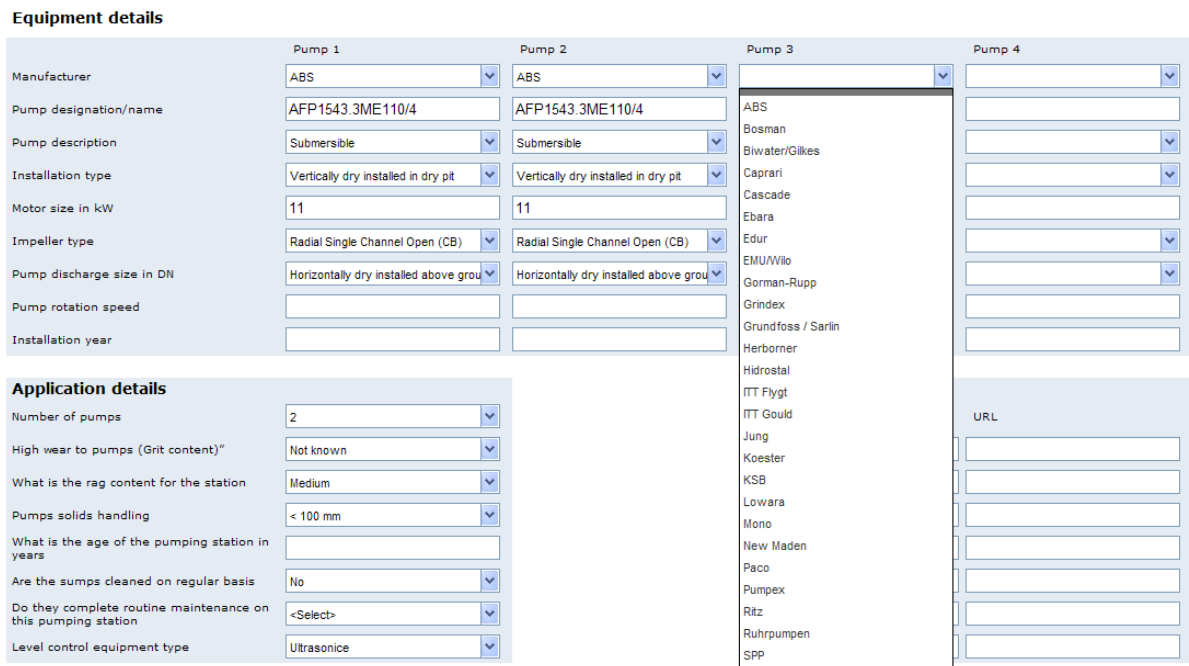 Equipment details
Pump 1 Pump 2 Pump 3 Pump 4
Manufacturer ABS ABS
Pump designation/name AFP1543.3ME110/4 AFP1543.3ME110/4
Pump description Submersible Submersible
Installation type Vertically dry installed in dry pit Vertically dry installed in dry pit
Motor size in kW 11 11
Impeller type Radial Single Channel Open (CB) Radial Single Channel Open (CB)
Pump discharge size in DN Horizontally dry installed above grou Horizontally dry installed above grou
Pump rotation speed
Installation year
ABS
Bosman
Biwater/Gilkes
Caprari
Cascade
Ebara
Edur
EMU/Wilo
Gorman-Rupp
Grindex
Grundfoss / Sarlin
Herborner
Hidrostal
ITT Flygt
ITT Gould
Jung
Koester
KSB
Lowara
Mono
New Maden
Paco
Pumpex
Ritz
Ruhrpumpen
SPP
Application details
Number of pumps 2
High wear to pumps (Grit content)" Not known
What is the rag content for the station Medium
Pumps solids handling < 100 mm
What is the age of the pumping station in
years
Are the sumps cleaned on regular basis No
Do they complete routine maintenance on
this pumping station <Select>
Level control equipment type Ultrasonice
URL